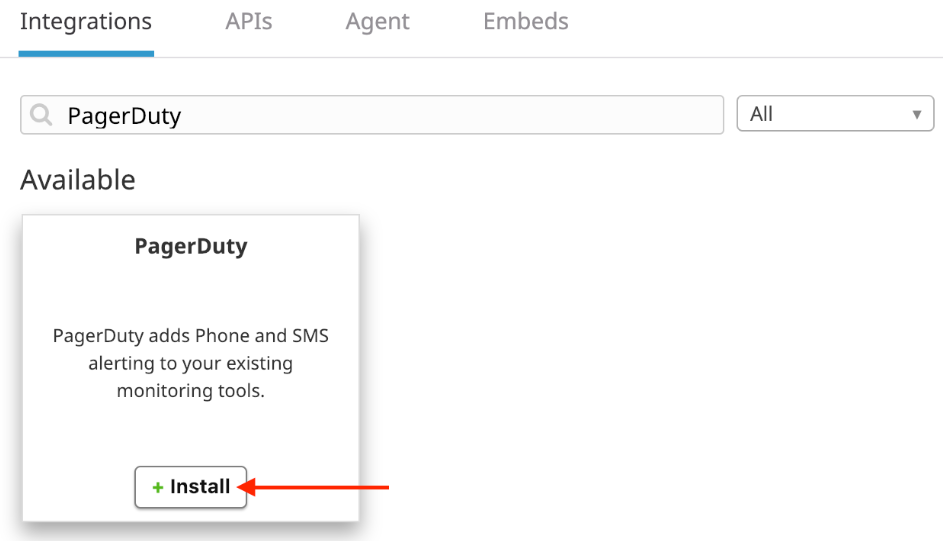 Integrations APIs Agent Embeds
PagerDuty All
Available
PagerDuty
PagerDuty adds Phone and SMS
alerting to your existing
monitoring tools.
+ Install